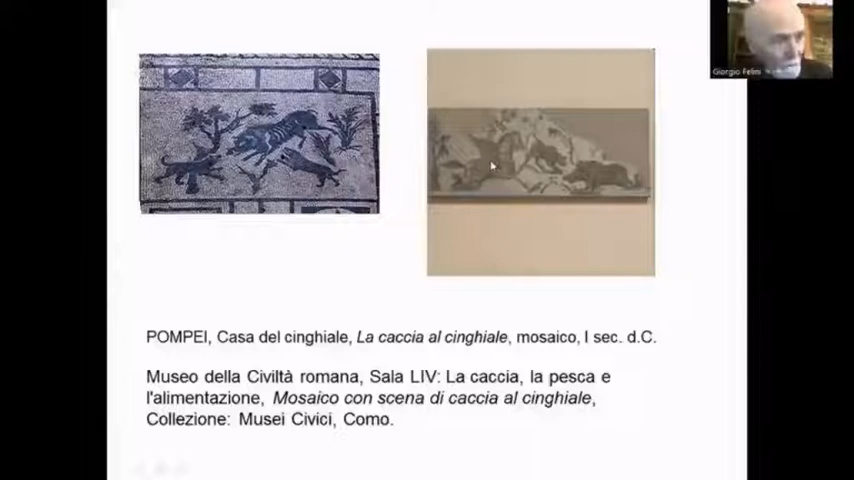 Giorgio Felini
POMPEI, Casa del cinghiale, La caccia al cinghiale, mosaico, I sec. d.C.
Museo della Civiltà romana, Sala LIV: La caccia, la pesca e
l'alimentazione, Mosaico con scena di caccia al cinghiale,
Collezione: Musei Civici, Como.